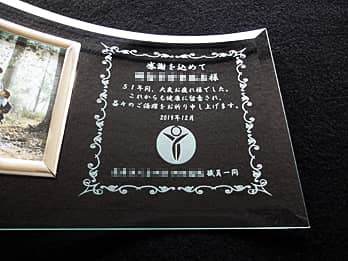 感謝を込めて
様
51年間、大変お疲れ様でした。
これからも健康に留意され、
益々のご活躍をお祈り申し上げます。
2019年12月
職員一同